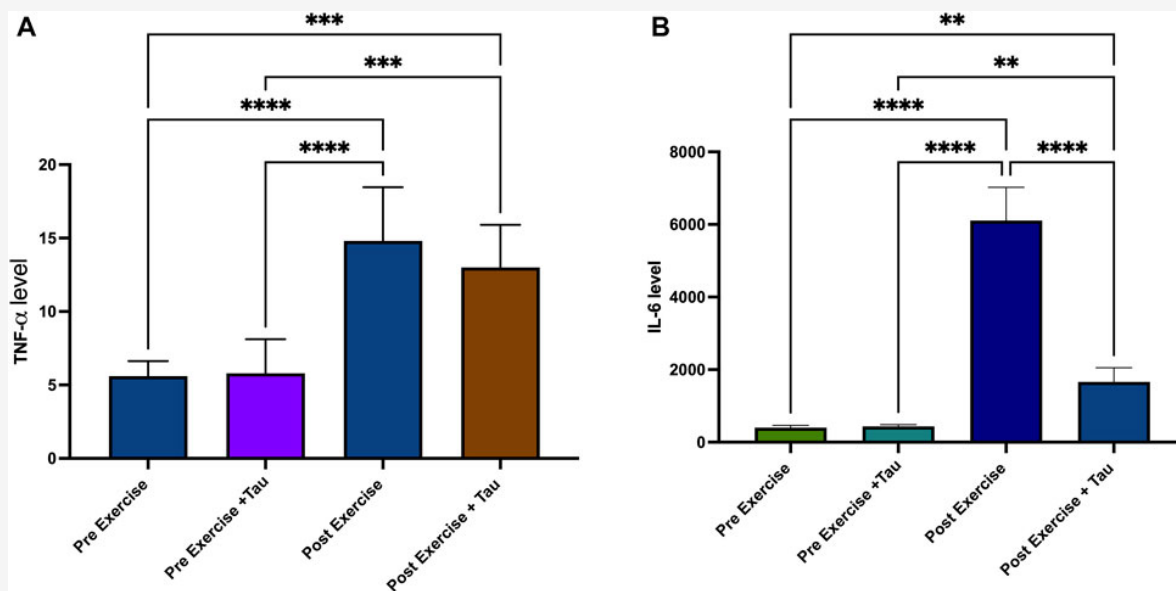 A
***
***
****
****
TNF-α level
20
15
10
5
0
Pre Exercise
Pre Exercise +Tau
Post Exercise
Post Exercise + Tau
B
**
**
****
**** ****
IL-6 level
8000
6000
4000
2000
0
Pre Exercise
Pre Exercise +Tau
Post Exercise
Post Exercise + Tau